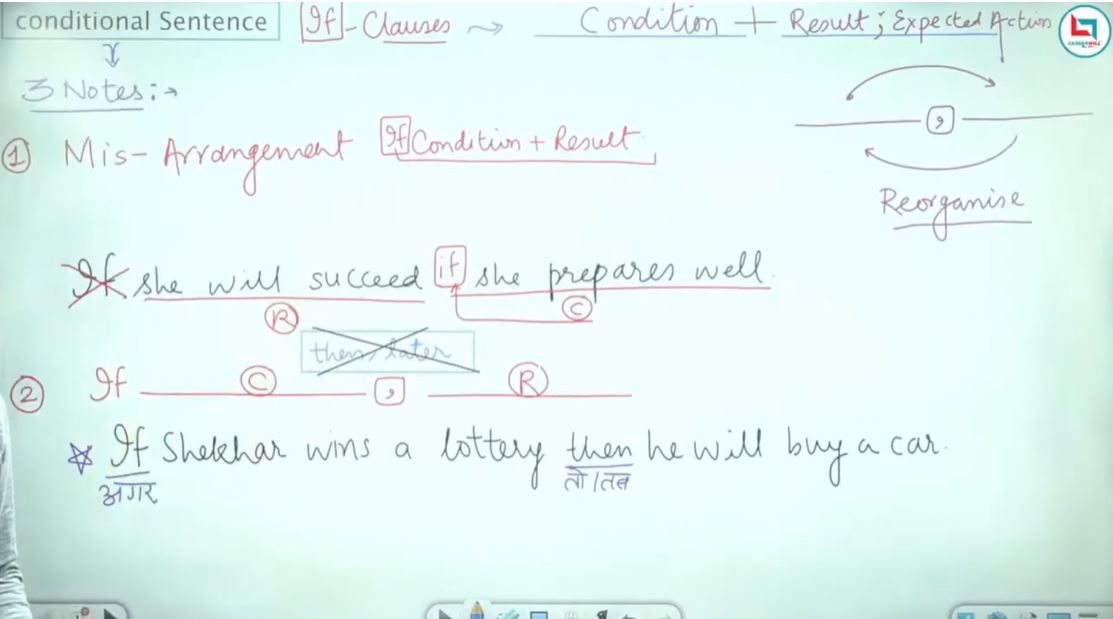 conditional Sentence If - Clauses ⇝ Condition + Result ; Expected Action
CAREERWILL
3 Notes :→
① Mis-Arrangement If Condition + Result
,
Reorganise
If she will succeed if she prepares well.
R C
then/later
② If C , R
☆ If Shekhar wins a lottery then he will buy a car.
अगर तो/तब